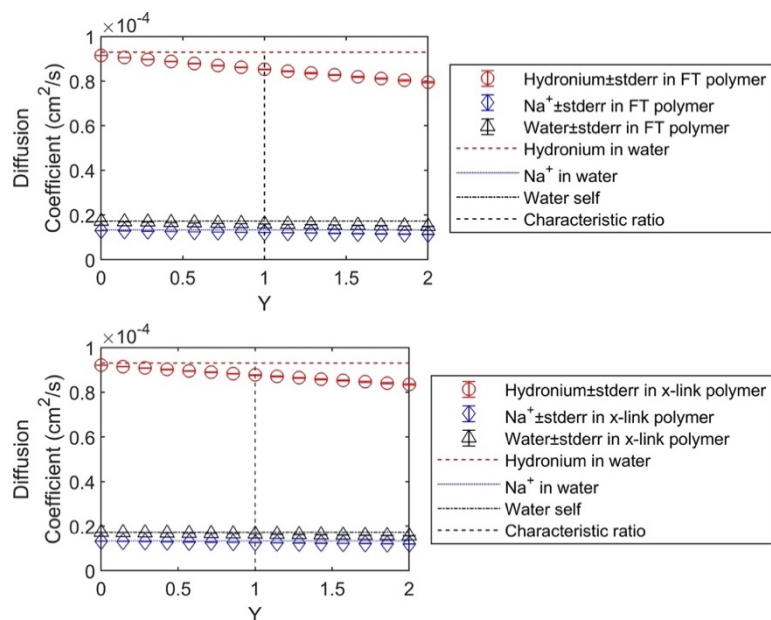 ×10⁻⁴
1
0.8
0.6
0.4
0.2
0
Diffusion
Coefficient (cm²/s)
0 0.5 1 1.5 2
Y
Hydronium±stderr in FT polymer
Na⁺±stderr in FT polymer
Water±stderr in FT polymer
Hydronium in water
Na⁺ in water
Water self
Characteristic ratio
×10⁻⁴
1
0.8
0.6
0.4
0.2
0
Diffusion
Coefficient (cm²/s)
0 0.5 1 1.5 2
Y
Hydronium±stderr in x-link polymer
Na⁺±stderr in x-link polymer
Water±stderr in x-link polymer
Hydronium in water
Na⁺ in water
Water self
Characteristic ratio